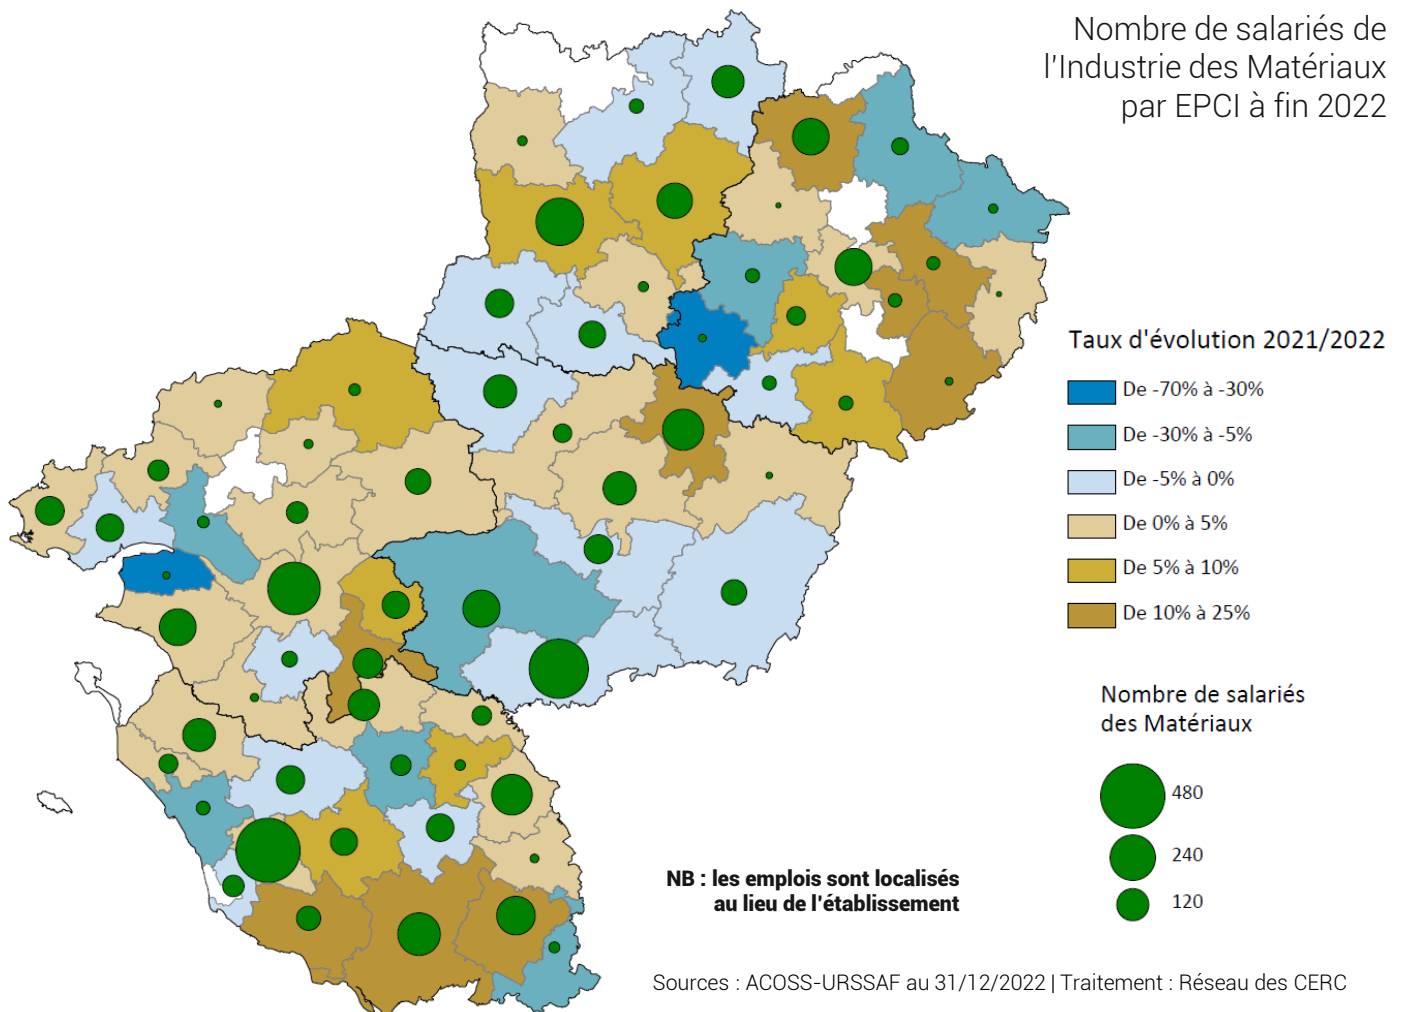 Nombre de salariés de
l'Industrie des Matériaux
par EPCI à fin 2022
Taux d'évolution 2021/2022
De -70% à -30%
De -30% à -5%
De -5% à 0%
De 0% à 5%
De 5% à 10%
De 10% à 25%
Nombre de salariés
des Matériaux
480
240
120
NB : les emplois sont localisés
au lieu de l'établissement
Sources : ACOSS-URSSAF au 31/12/2022 | Traitement : Réseau des CERC